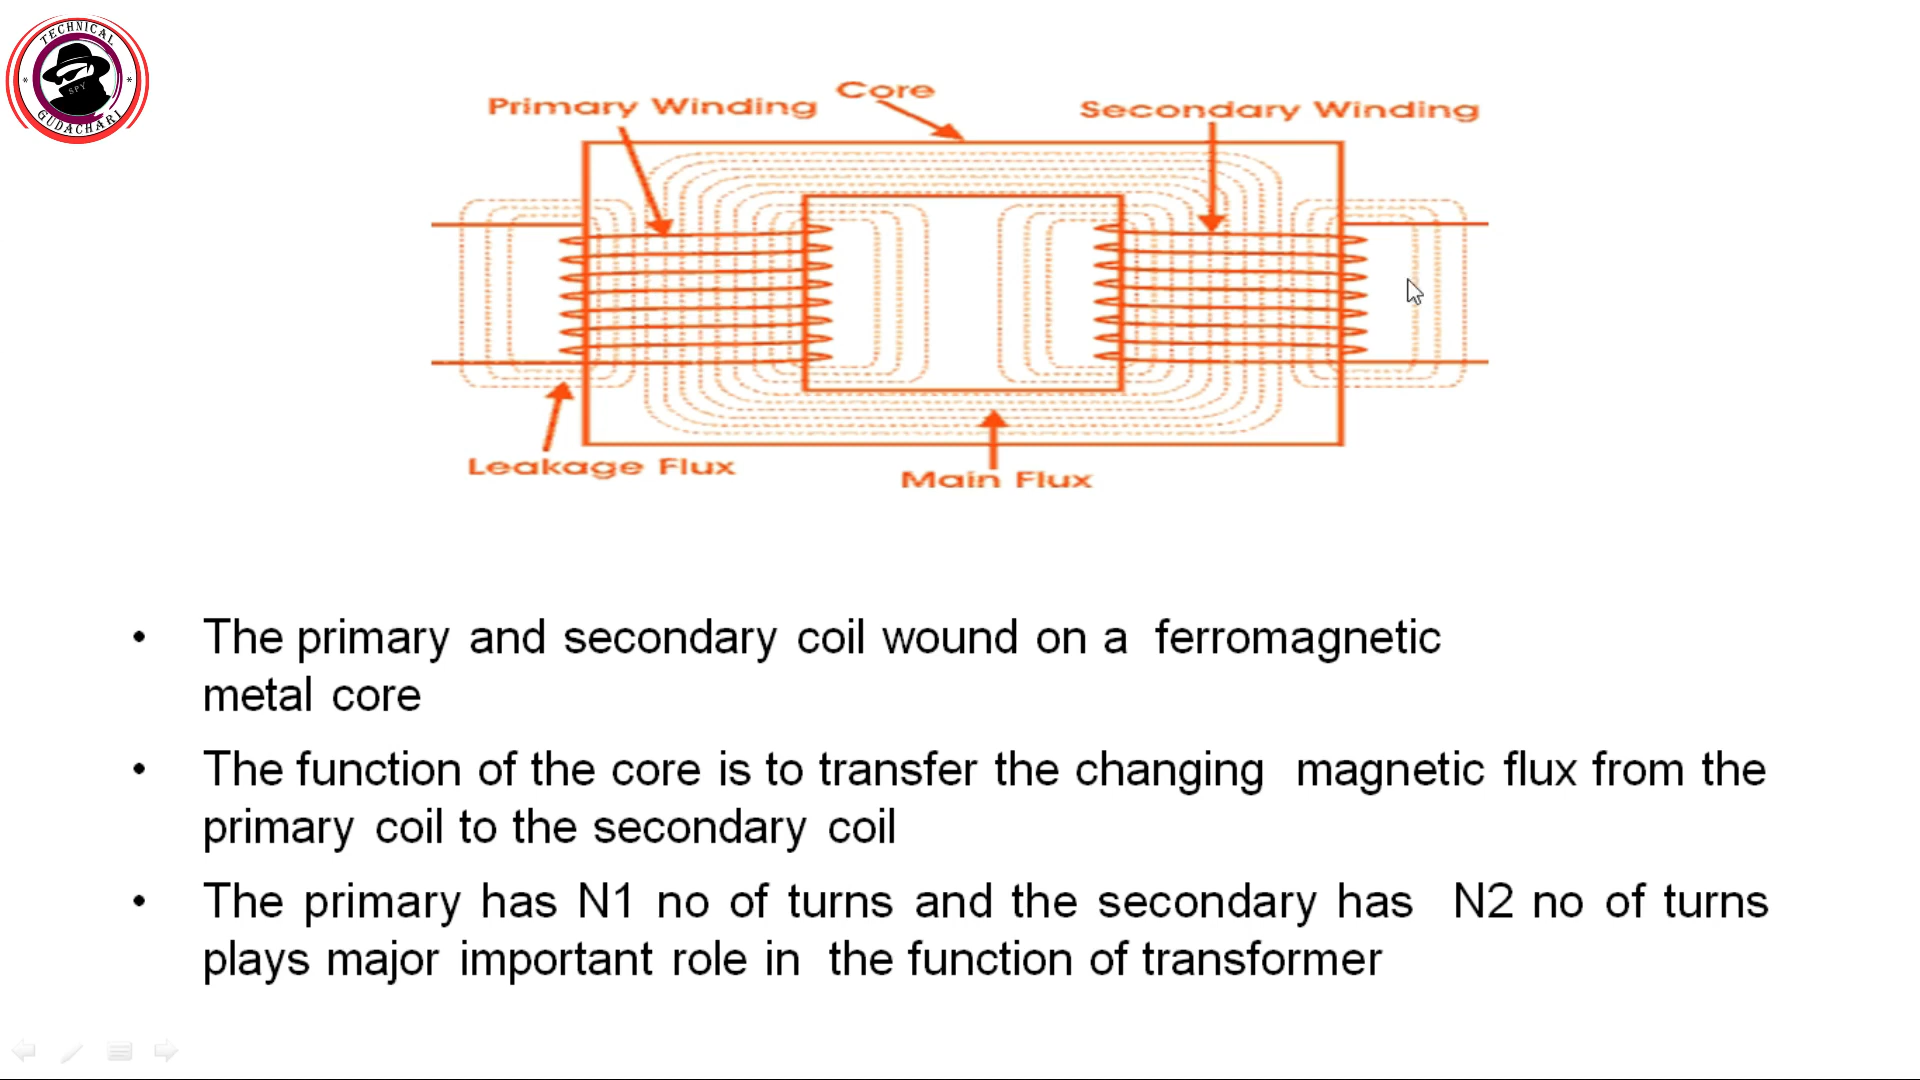 TECHNICAL
SPY
GUDACHARI
Core
Primary Winding
Secondary Winding
Leakage Flux
Main Flux
• The primary and secondary coil wound on a ferromagnetic
metal core
• The function of the core is to transfer the changing magnetic flux from the
primary coil to the secondary coil
• The primary has N1 no of turns and the secondary has N2 no of turns
plays major important role in the function of transformer